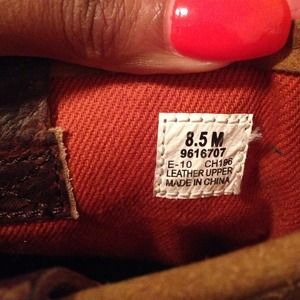 8.5 M
9616707
E-10 CH196
LEATHER UPPER
MADE IN CHINA